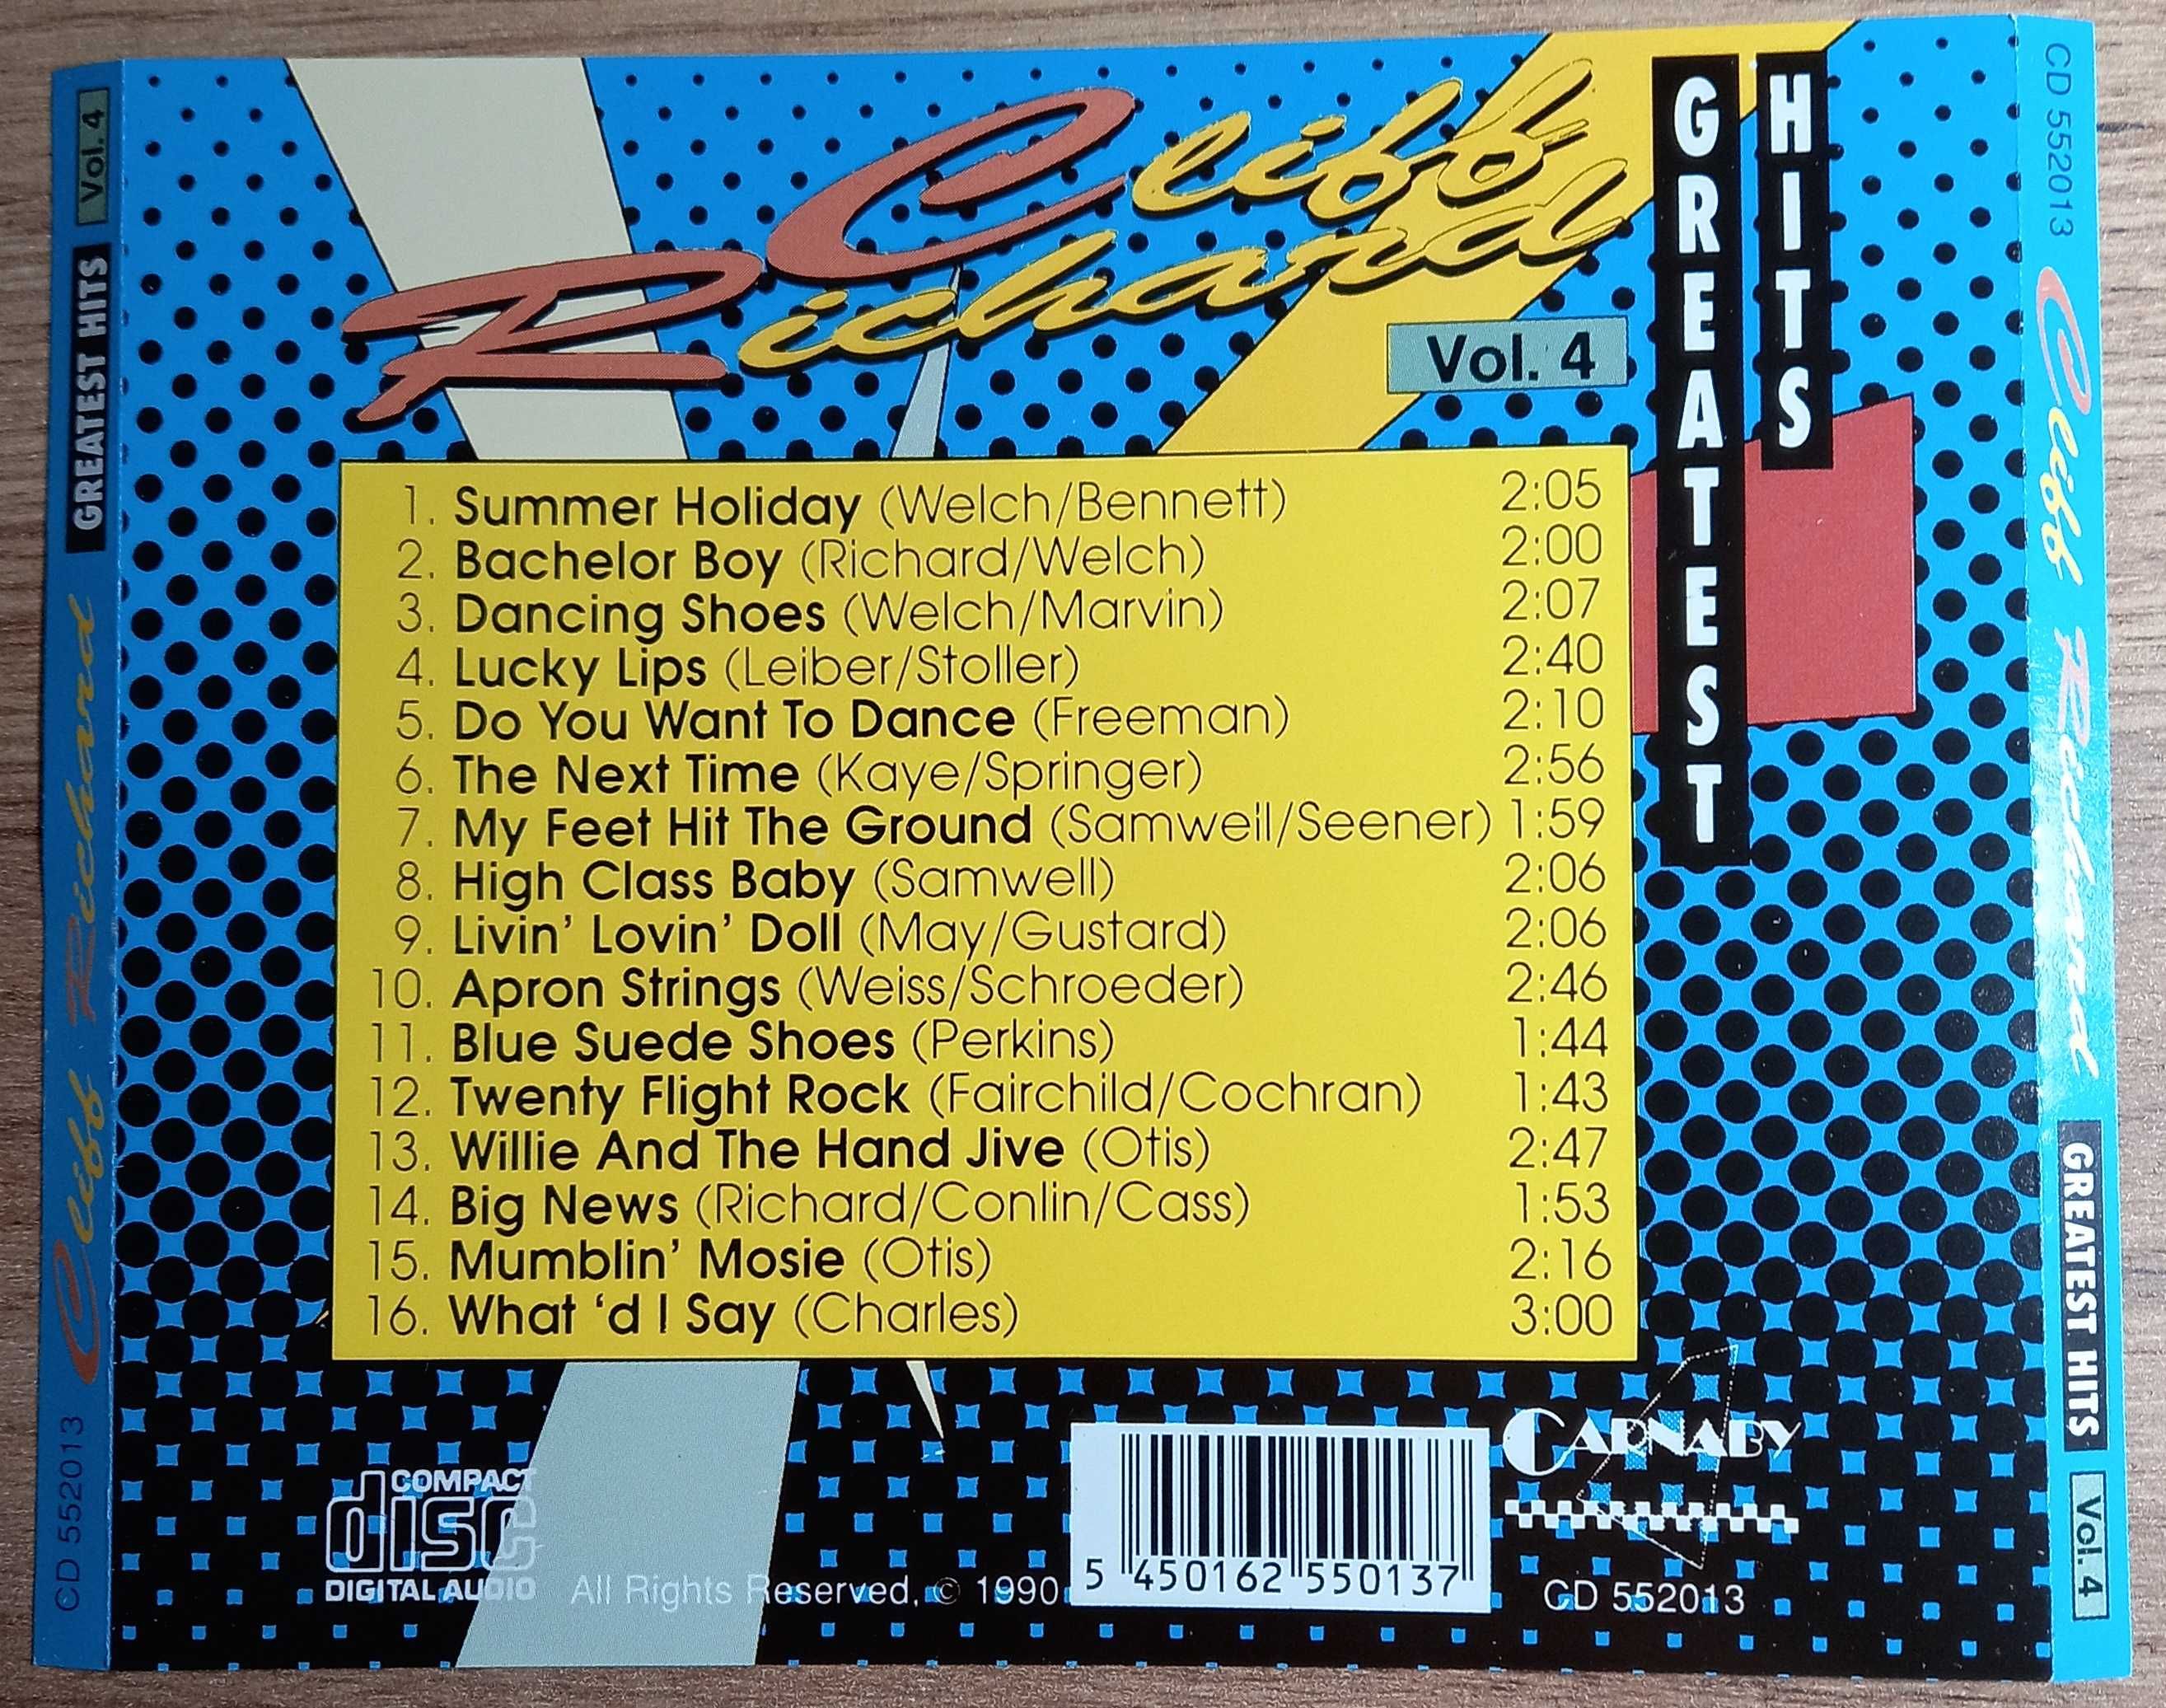 Cliff
Richard
Vol. 4
GREATEST
HITS
1. Summer Holiday (Welch/Bennett) 2:05
2. Bachelor Boy (Richard/Welch) 2:00
3. Dancing Shoes (Welch/Marvin) 2:07
4. Lucky Lips (Leiber/Stoller) 2:40
5. Do You Want To Dance (Freeman) 2:10
6. The Next Time (Kaye/Springer) 2:56
7. My Feet Hit The Ground (Samwell/Seener) 1:59
8. High Class Baby (Samwell) 2:06
9. Livin' Lovin' Doll (May/Gustard) 2:06
10. Apron Strings (Weiss/Schroeder) 2:46
11. Blue Suede Shoes (Perkins) 1:44
12. Twenty Flight Rock (Fairchild/Cochran) 1:43
13. Willie And The Hand Jive (Otis) 2:47
14. Big News (Richard/Conlin/Cass) 1:53
15. Mumblin' Mosie (Otis) 2:16
16. What 'd I Say (Charles) 3:00
COMPACT
disc
DIGITAL AUDIO
All Rights Reserved, © 1990
5 450162 550137
CARNABY
CD 552013
CD 552013 Cliff Richard GREATEST HITS Vol. 4
CD 552013 Cliff Richard GREATEST HITS Vol. 4